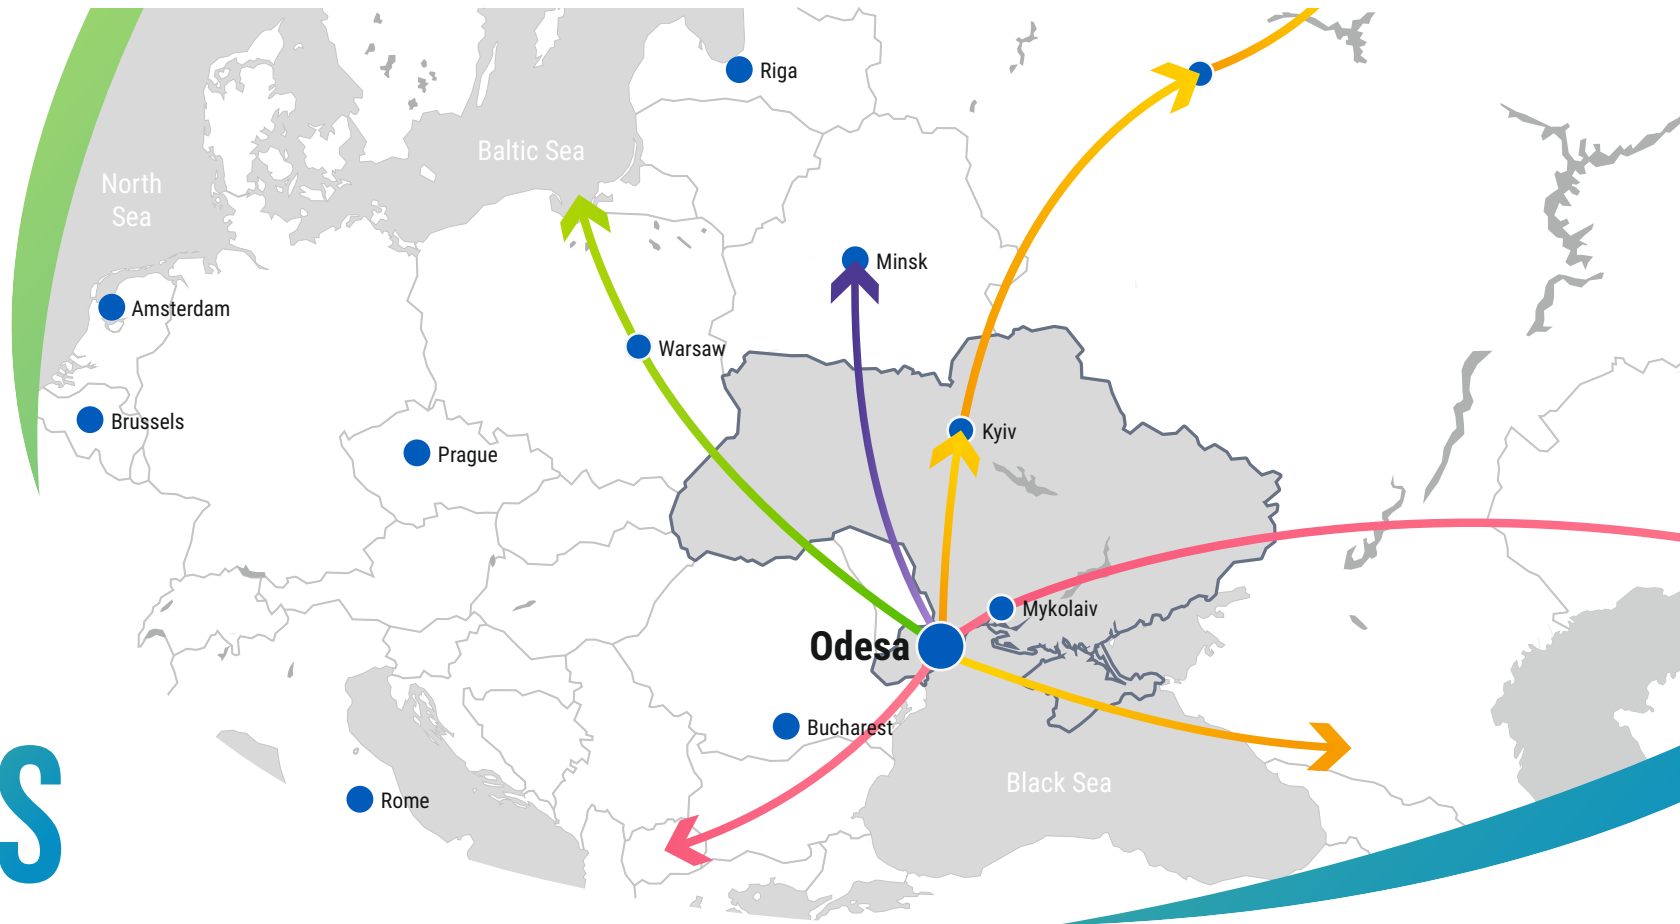 Riga
Baltic Sea
North
Sea
Minsk
Amsterdam
Warsaw
Brussels
Kyiv
Prague
Mykolaiv
Odesa
Bucharest
Black Sea
Rome
S